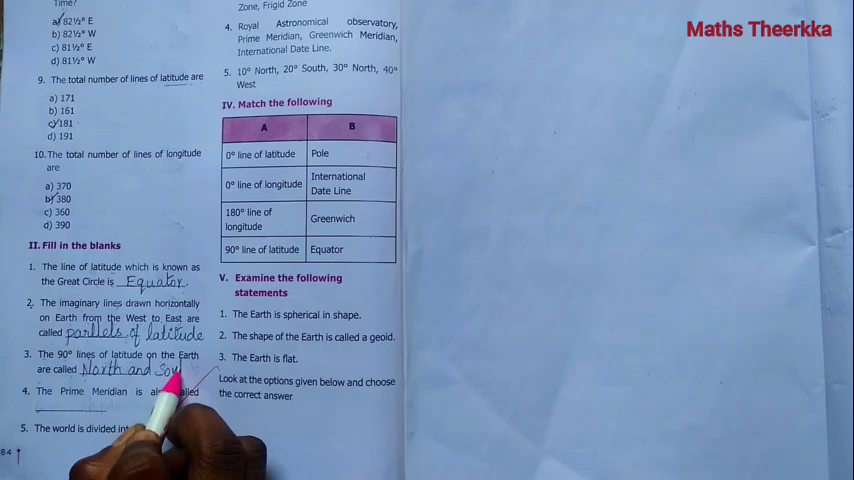 Time?
a) 82½° E
b) 82½° W
c) 81½° E
d) 81½° W
9. The total number of lines of latitude are
a) 171
b) 161
c) 181
d) 191
10. The total number of lines of longitude
are
a) 370
b) 380
c) 360
d) 390
II. Fill in the blanks
1. The line of latitude which is known as
the Great Circle is Equator.
2. The imaginary lines drawn horizontally
on Earth from the West to East are
called parllels of latitude
3. The 90° lines of latitude on the Earth
are called North and Sou
4. The Prime Meridian is also called
5. The world is divided int
84
Zone, Frigid Zone
4. Royal Astronomical observatory,
Prime Meridian, Greenwich Meridian,
International Date Line.
5. 10° North, 20° South, 30° North, 40°
West
IV. Match the following
A B
0° line of latitude Pole
0° line of longitude International
Date Line
180° line of
longitude Greenwich
90° line of latitude Equator
V. Examine the following
statements
1. The Earth is spherical in shape.
2. The shape of the Earth is called a geoid.
3. The Earth is flat.
Look at the options given below and choose
the correct answer
Maths Theerkka